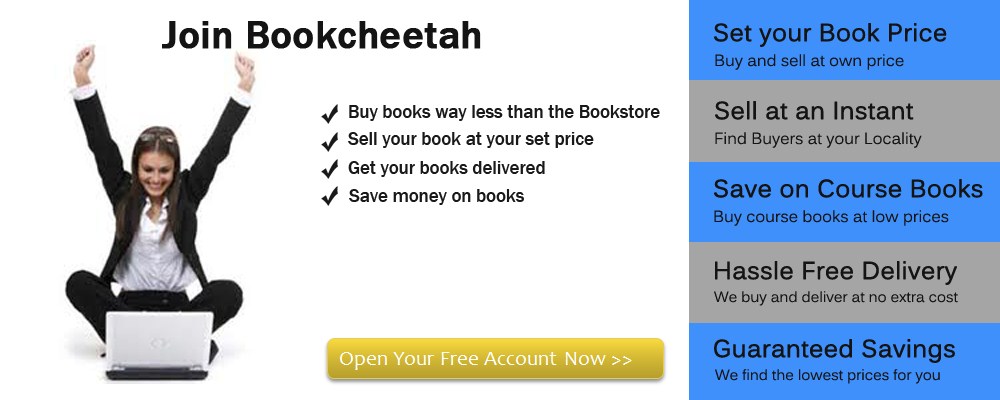 Join Bookcheetah
Buy books way less than the Bookstore
Sell your book at your set price
Get your books delivered
Save money on books
Open Your Free Account Now >>
Set your Book Price
Buy and sell at own price
Sell at an Instant
Find Buyers at your Locality
Save on Course Books
Buy course books at low prices
Hassle Free Delivery
We buy and deliver at no extra cost
Guaranteed Savings
We find the lowest prices for you